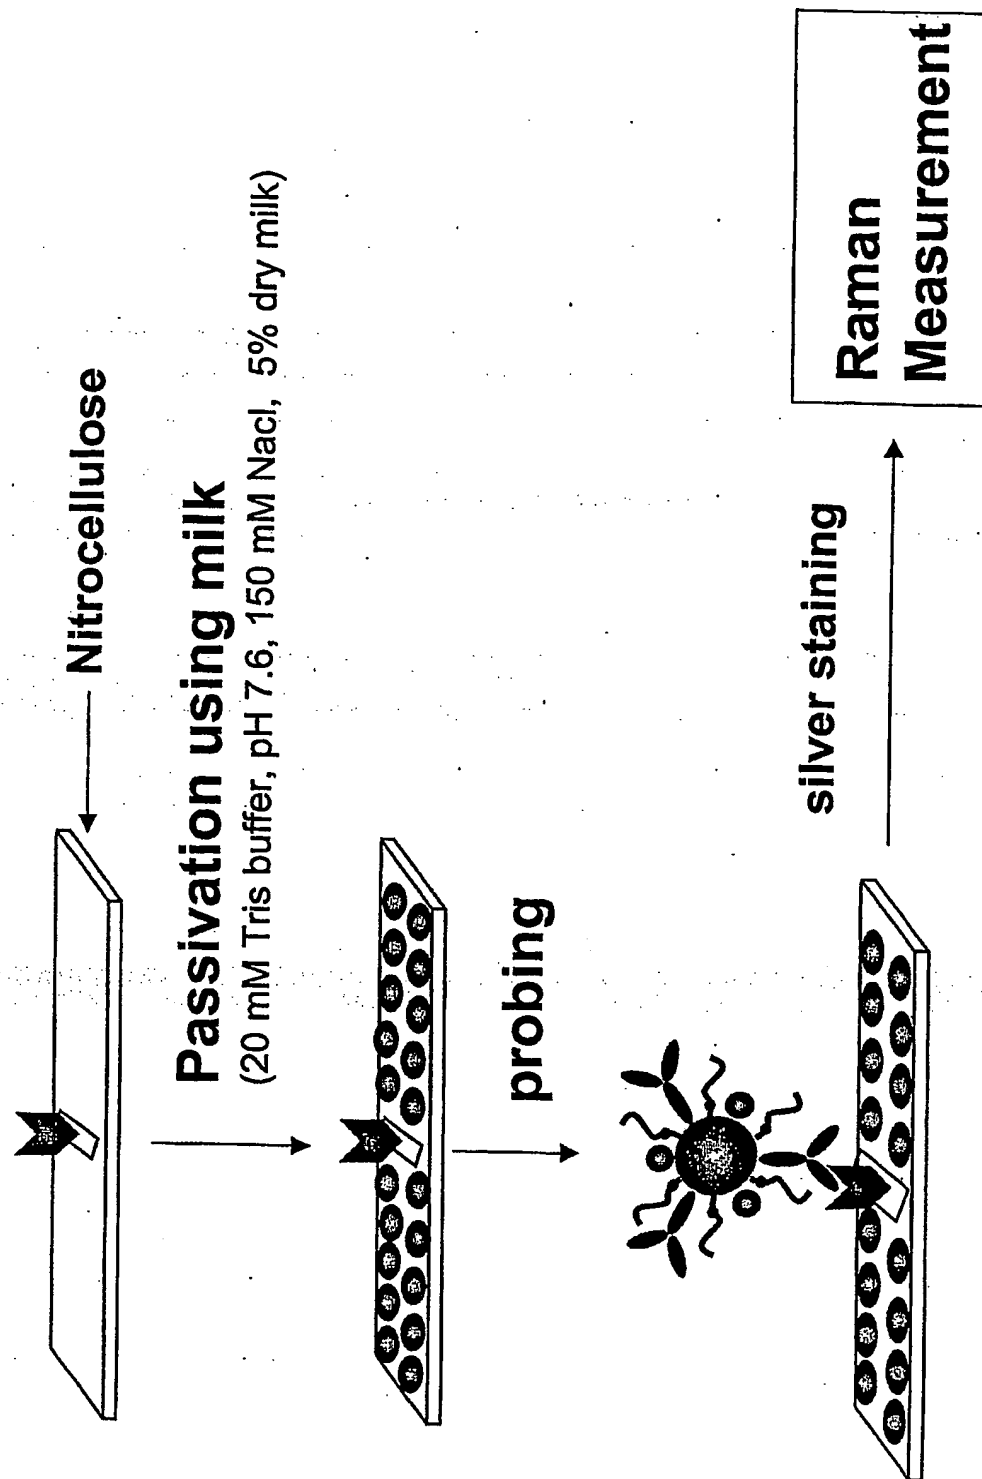 Nitrocellulose
Passivation using milk
(20 mM Tris buffer, pH 7.6, 150 mM Nacl, 5% dry milk)
probing
silver staining
Raman
Measurement